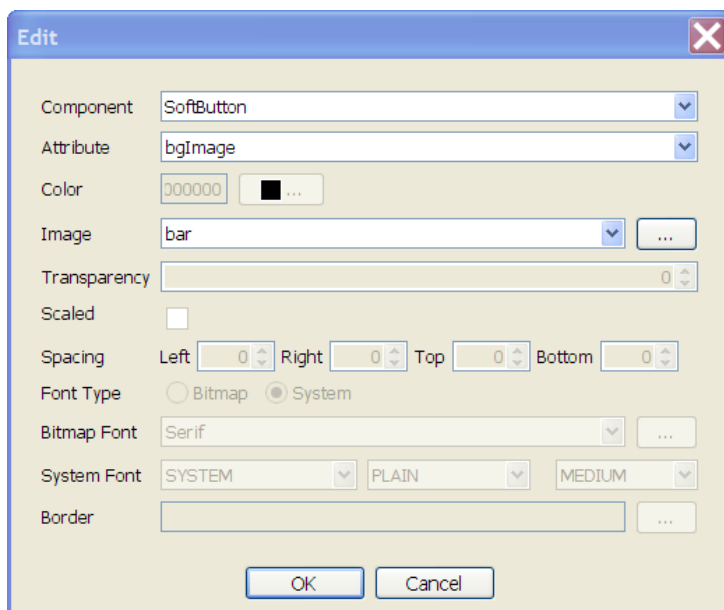 Edit
Component SoftButton
Attribute bgImage
Color 000000 ...
Image bar ...
Transparency 0
Scaled
Spacing Left 0 Right 0 Top 0 Bottom 0
Font Type Bitmap System
Bitmap Font Serif ...
System Font SYSTEM PLAIN MEDIUM
Border ...
OK Cancel